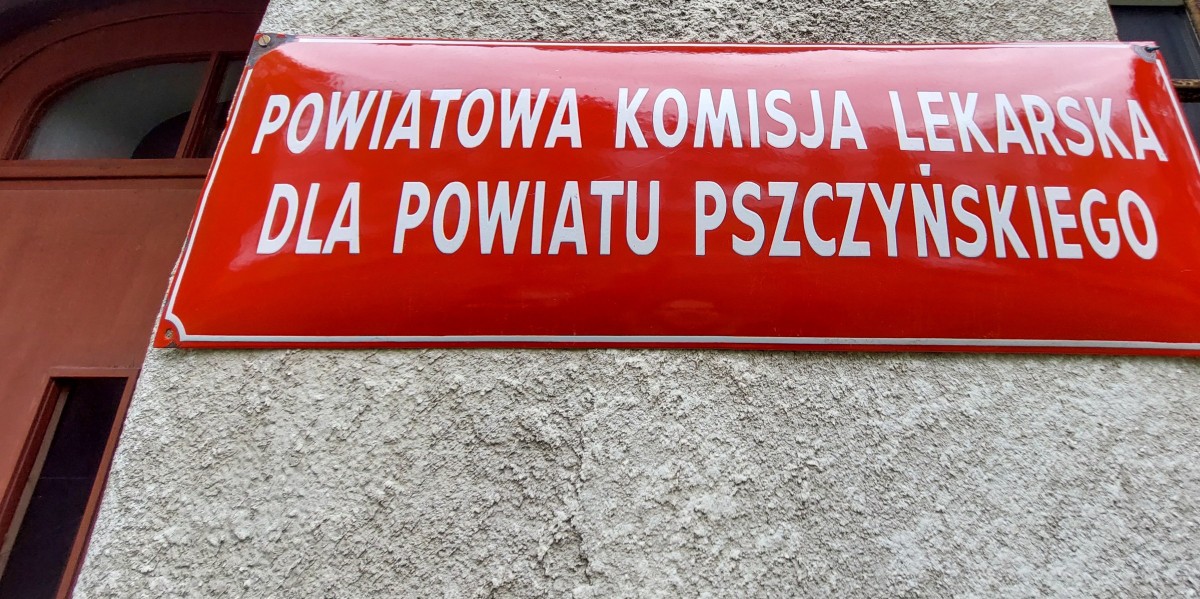 POWIATOWA KOMISJA LEKARSKA
DLA POWIATU PSZCZYŃSKIEGO